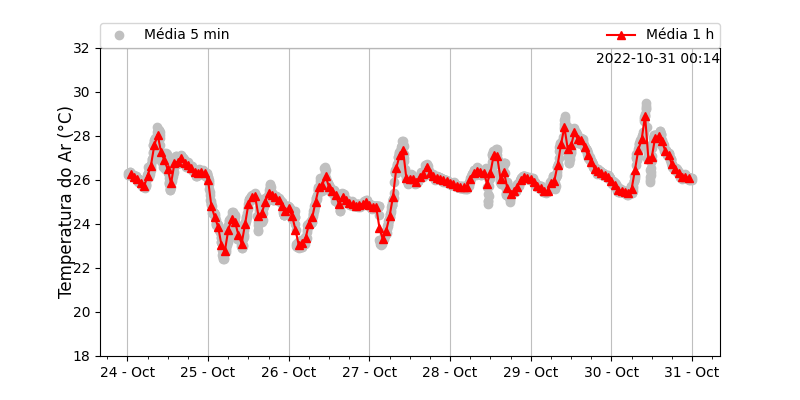 Média 5 min
Média 1 h
2022-10-31 00:14
Temperatura do Ar (°C)
32
30
28
26
24
22
20
18
24 - Oct
25 - Oct
26 - Oct
27 - Oct
28 - Oct
29 - Oct
30 - Oct
31 - Oct